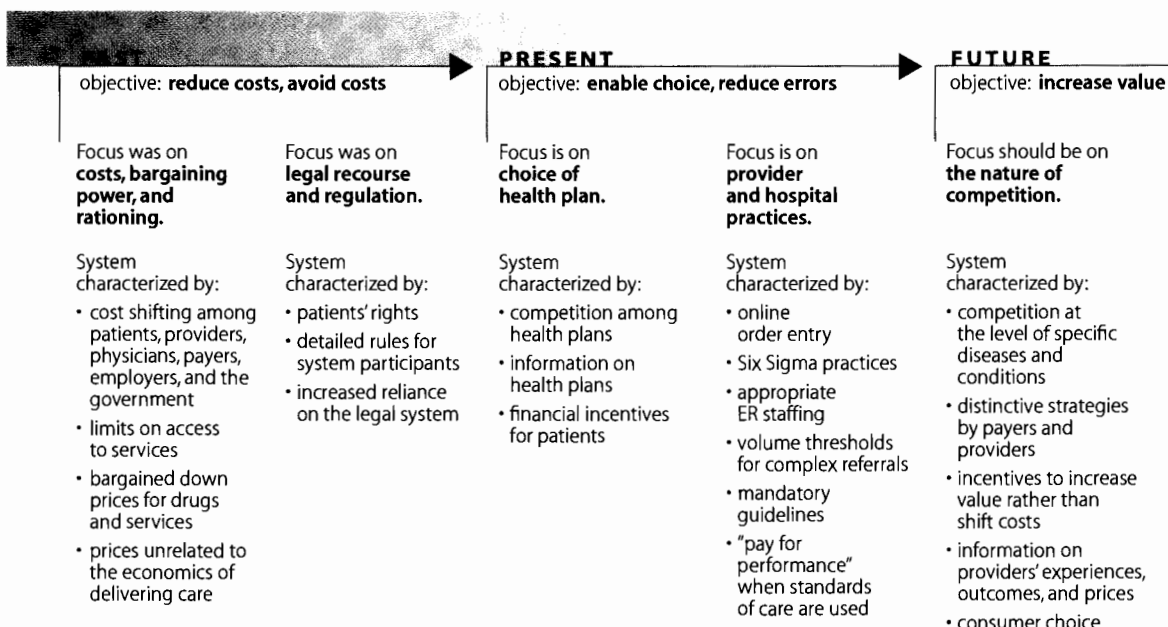 PAST
objective: reduce costs, avoid costs
Focus was on
costs, bargaining
power, and
rationing.
System
characterized by:
• cost shifting among
patients, providers,
physicians, payers,
employers, and the
government
• limits on access
to services
• bargained down
prices for drugs
and services
• prices unrelated to
the economics of
delivering care
Focus was on
legal recourse
and regulation.
System
characterized by:
• patients' rights
• detailed rules for
system participants
• increased reliance
on the legal system
PRESENT
objective: enable choice, reduce errors
Focus is on
choice of
health plan.
System
characterized by:
• competition among
health plans
• information on
health plans
• financial incentives
for patients
Focus is on
provider
and hospital
practices.
System
characterized by:
• online
order entry
• Six Sigma practices
• appropriate
ER staffing
• volume thresholds
for complex referrals
• mandatory
guidelines
• "pay for
performance"
when standards
of care are used
FUTURE
objective: increase value
Focus should be on
the nature of
competition.
System
characterized by:
• competition at
the level of specific
diseases and
conditions
• distinctive strategies
by payers and
providers
• incentives to increase
value rather than
shift costs
• information on
providers' experiences,
outcomes, and prices
• consumer choice